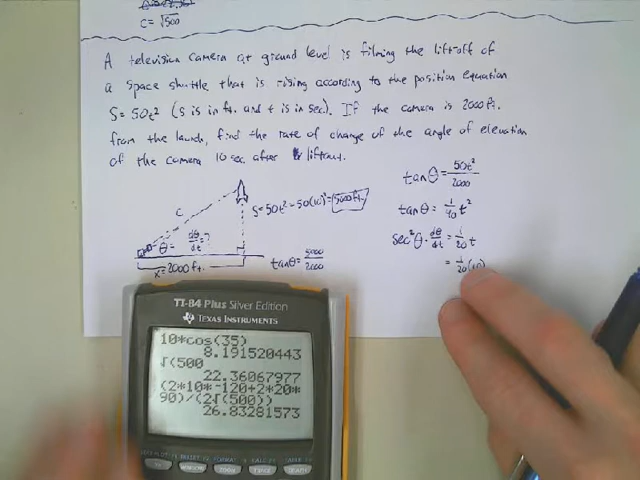 c = √500
A television camera at ground level is filming the liftoff of
a space shuttle that is rising according to the position equation
S = 50t² (s is in ft. and t is in sec.). If the camera is 2000 ft.
from the launch, find the rate of change of the angle of elevation
of the camera 10 sec. after liftout.
c
S = 50t² = 50(10)² = 5000 ft.
θ = dθ/dt = ?
x = 2000 ft.
tanθ = 5000/2000
tanθ = 50t²/2000
tanθ = 1/40 t²
sec²θ · dθ/dt = 1/20 t
= 1/20 (10)
TI-84 Plus Silver Edition
TEXAS INSTRUMENTS
10*cos(35)
8.191520443
√(500
22.36067977
(2*10*-120+2*20*
90)/(2√(500))
26.83281573